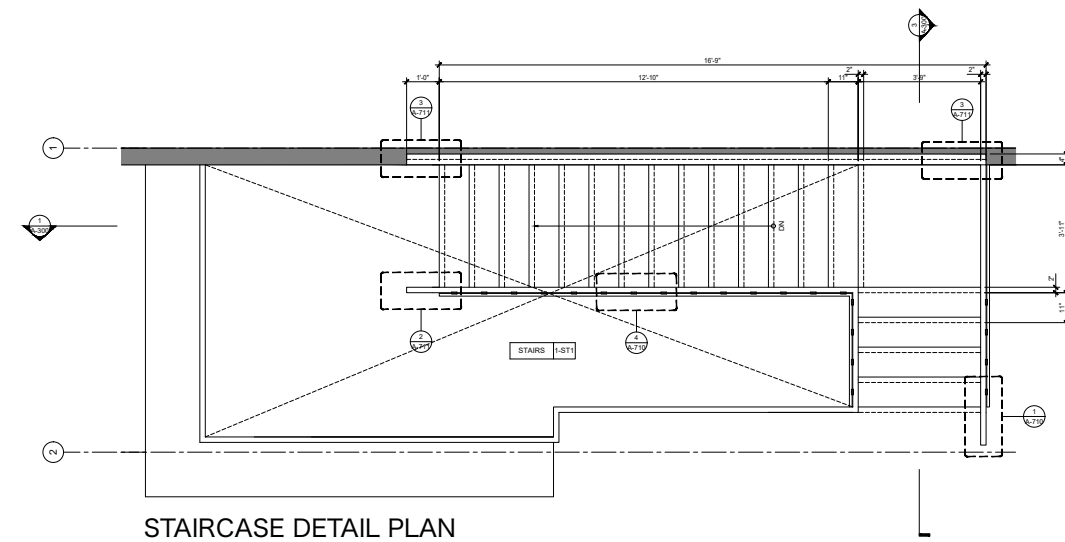 3
A-300
16'-9"
1'-0"
12'-10"
11"
2"
3'-9"
2"
3
A-711
3
A-711
1
4"
1
A-300
DN
3'-11"
2"
11"
2
A-711
STAIRS 1-ST1
4
A-710
1
A-710
2
STAIRCASE DETAIL PLAN